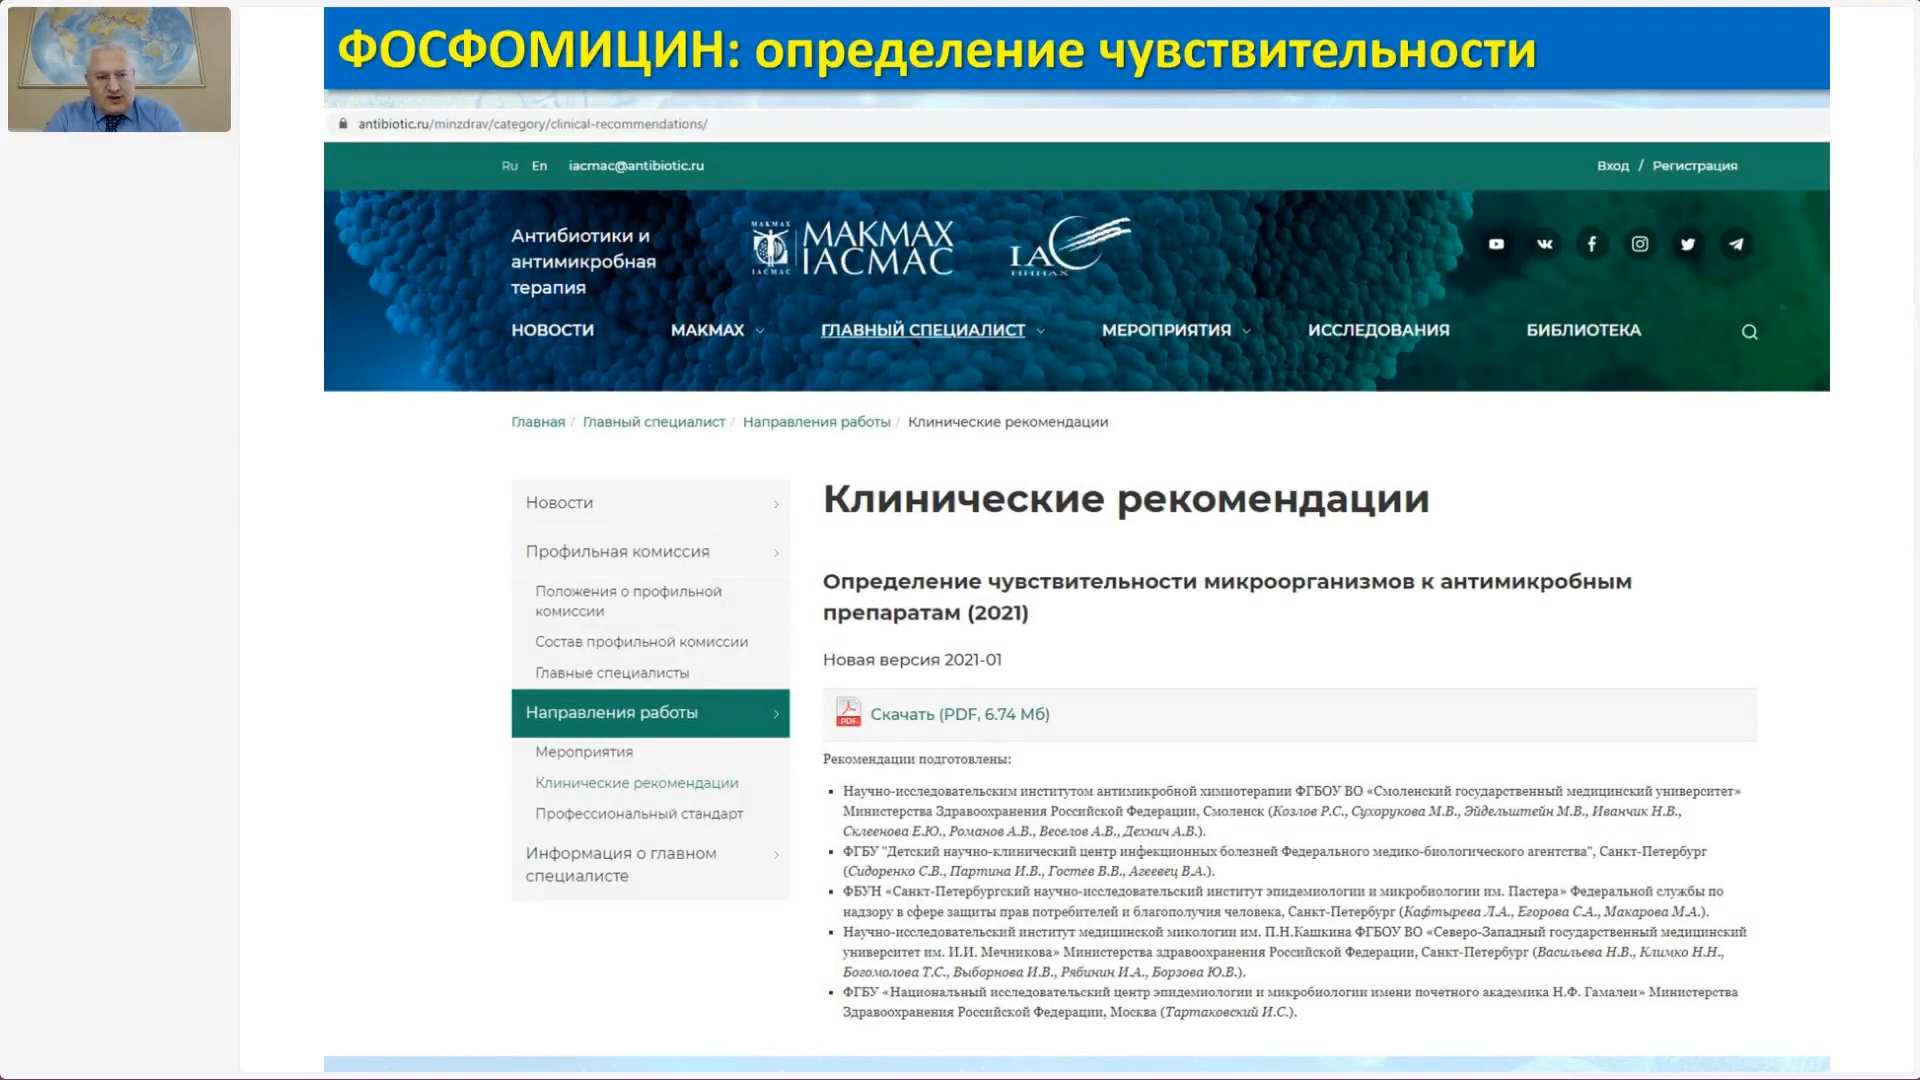 ФОСФОМИЦИН: определение чувствительности
antibiotic.ru/minzdrav/category/clinical-recommendations/
Ru En iacmac@antibiotic.ru
Вход / Регистрация
Антибиотики и
антимикробная
терапия
МАКМАХ
IACMAC
МАКМАХ
IACMAC
IAC
НИИАХ
НОВОСТИ МАКМАХ ГЛАВНЫЙ СПЕЦИАЛИСТ МЕРОПРИЯТИЯ ИССЛЕДОВАНИЯ БИБЛИОТЕКА
Главная / Главный специалист / Направления работы / Клинические рекомендации
Новости
Профильная комиссия
Положения о профильной
комиссии
Состав профильной комиссии
Главные специалисты
Направления работы
Мероприятия
Клинические рекомендации
Профессиональный стандарт
Информация о главном
специалисте
Клинические рекомендации
Определение чувствительности микроорганизмов к антимикробным
препаратам (2021)
Новая версия 2021-01
PDF Скачать (PDF, 6.74 Мб)
Рекомендации подготовлены:
▪ Научно-исследовательским институтом антимикробной химиотерапии ФГБОУ ВО «Смоленский государственный медицинский университет»
Министерства Здравоохранения Российской Федерации, Смоленск (Козлов Р.С., Сухорукова М.В., Эйдельштейн М.В., Иванчик Н.В.,
Склеенова Е.Ю., Романов А.В., Веселов А.В., Дехнич А.В.).
▪ ФГБУ "Детский научно-клинический центр инфекционных болезней Федерального медико-биологического агентства", Санкт-Петербург
(Сидоренко С.В., Партина И.В., Гостев В.В., Агеевец В.А.).
▪ ФБУН «Санкт-Петербургский научно-исследовательский институт эпидемиологии и микробиологии им. Пастера» Федеральной службы по
надзору в сфере защиты прав потребителей и благополучия человека, Санкт-Петербург (Кафтырева Л.А., Егорова С.А., Макарова М.А.).
▪ Научно-исследовательский институт медицинской микологии им. П.Н.Кашкина ФГБОУ ВО «Северо-Западный государственный медицинский
университет им. И.И. Мечникова» Министерства здравоохранения Российской Федерации, Санкт-Петербург (Васильева Н.В., Климко Н.Н.,
Богомолова Т.С., Выборнова И.В., Рябинин И.А., Борзова Ю.В.).
▪ ФГБУ «Национальный исследовательский центр эпидемиологии и микробиологии имени почетного академика Н.Ф. Гамалеи» Министерства
Здравоохранения Российской Федерации, Москва (Тартаковский И.С.).